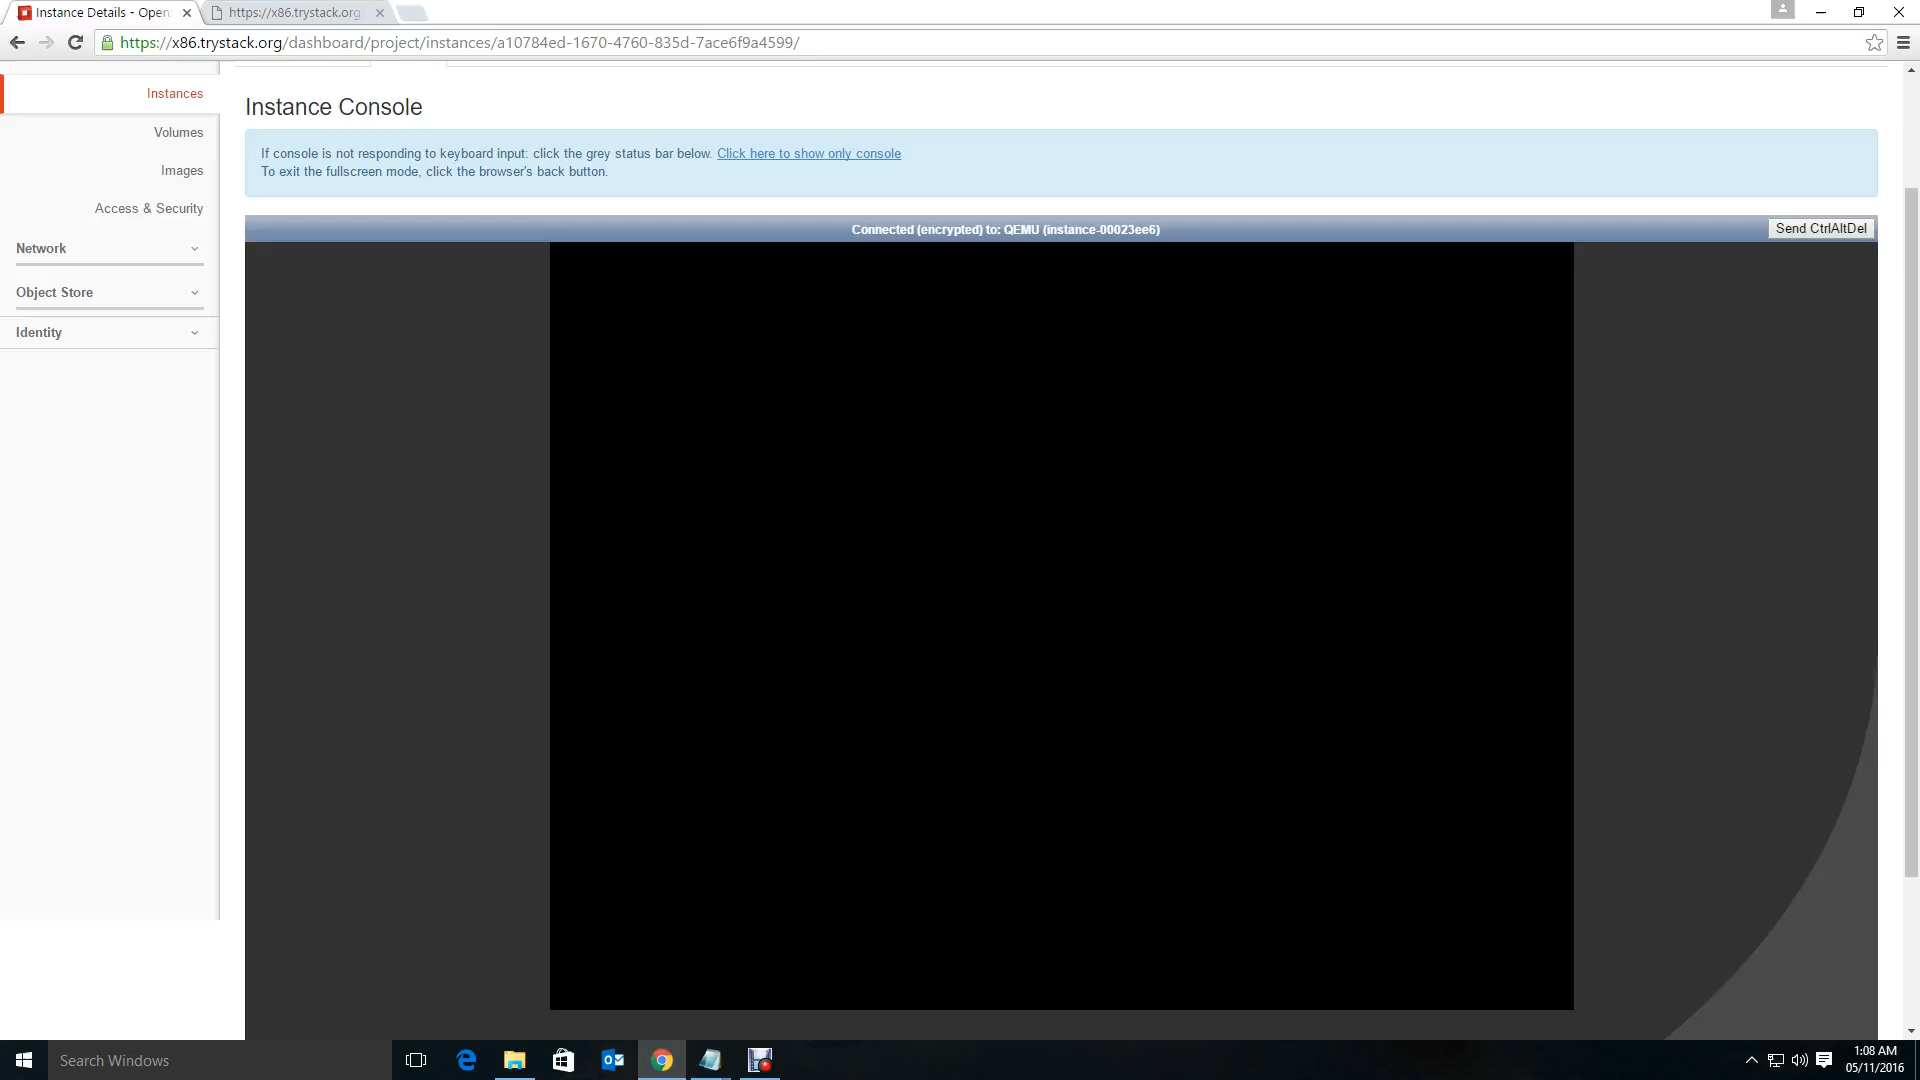 Instance Details - Open
https://x86.trystack.org
https://x86.trystack.org/dashboard/project/instances/a10784ed-1670-4760-835d-7ace6f9a4599/
Instances
Volumes
Images
Access & Security
Network
Object Store
Identity
Instance Console
If console is not responding to keyboard input: click the grey status bar below. Click here to show only console
To exit the fullscreen mode, click the browser's back button.
Connected (encrypted) to: QEMU (instance-00023ee6)
Send CtrlAltDel
Search Windows
1:08 AM
05/11/2016